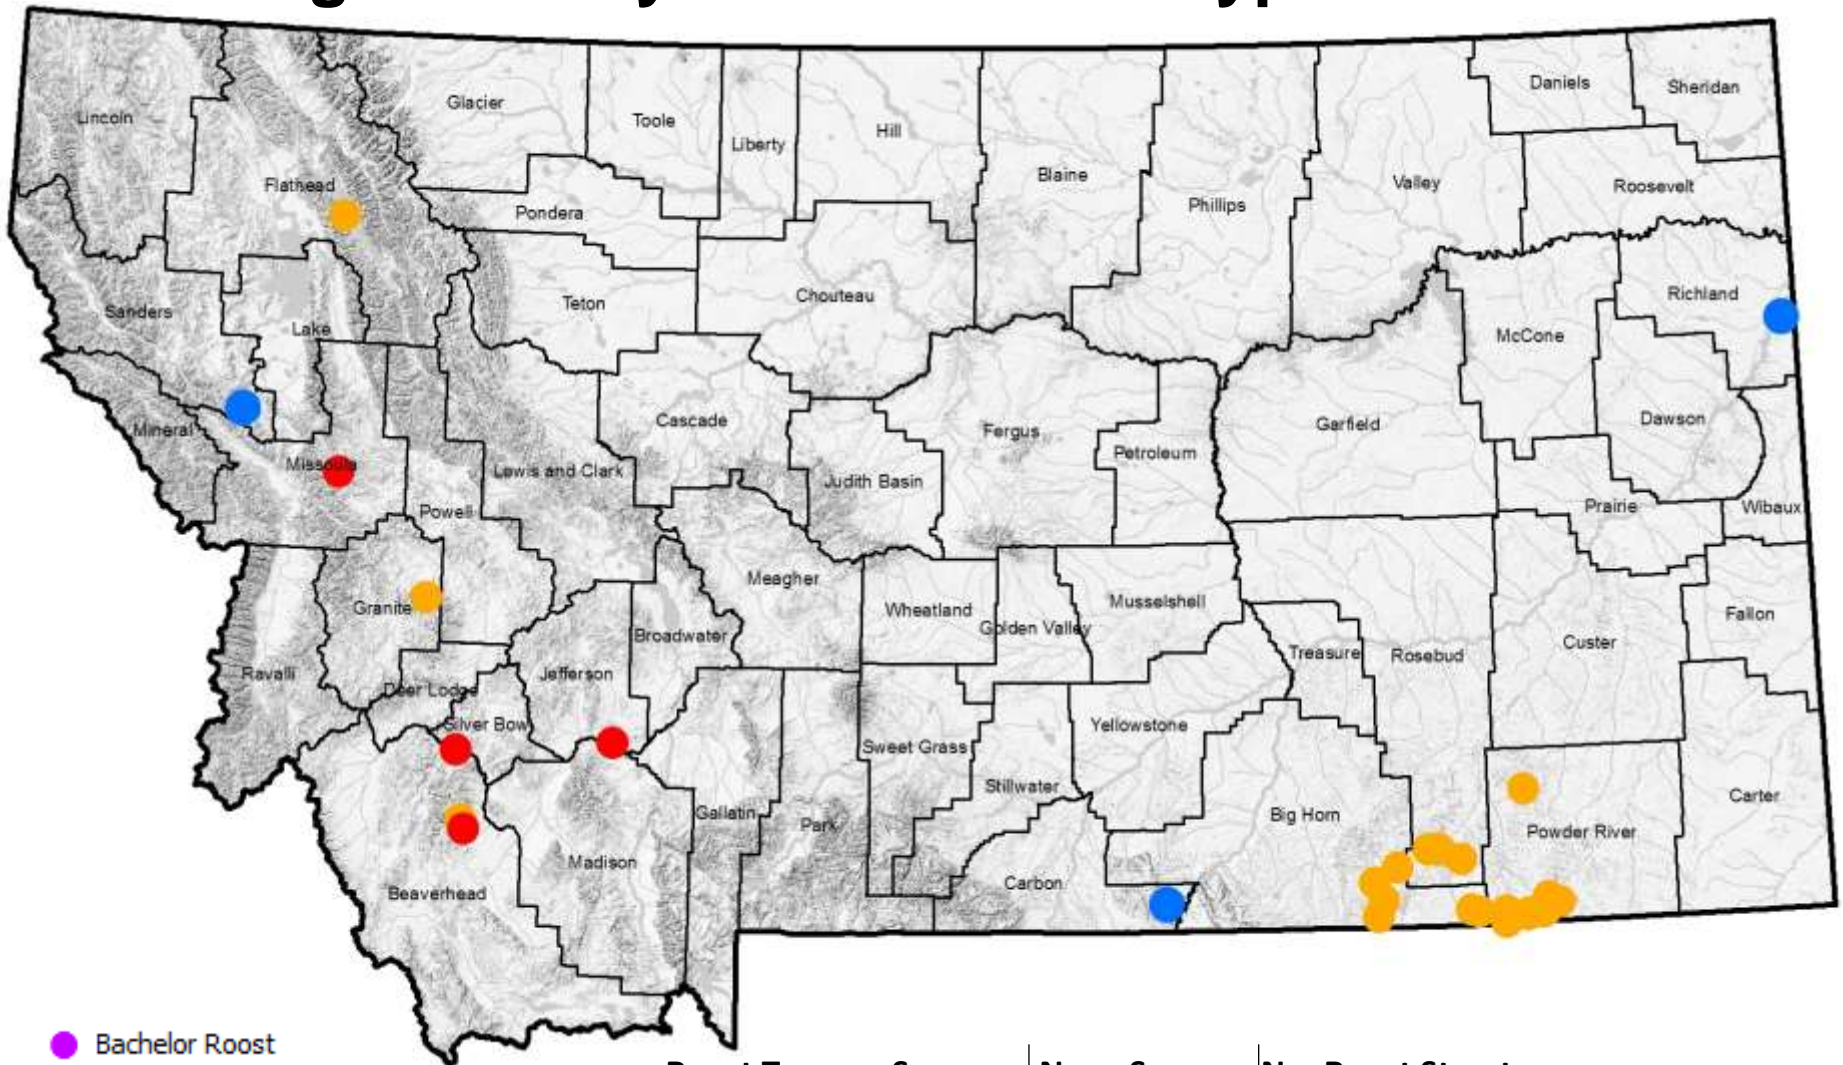 Daniels
Sheridan
Glacier
Lincoln
Toole
Hill
Liberty
Blaine
Valley
Flathead
Roosevelt
Phillips
Pondera
Richland
Chouteau
Teton
Sanders
Lake
McCone
Cascade
Dawson
Garfield
Mineral
Fergus
Petroleum
Missoula
Lewis and Clark
Judith Basin
Prairie
Wibaux
Powell
Meagher
Musselshell
Granite
Wheatland
Fallon
Golden Valley
Broadwater
Custer
Treasure
Rosebud
Ravalli
Jefferson
Deer Lodge
Silver Bow
Yellowstone
Sweet Grass
Stillwater
Carter
Gallatin
Big Horn
Park
Powder River
Madison
Carbon
Beaverhead
Bachelor Roost